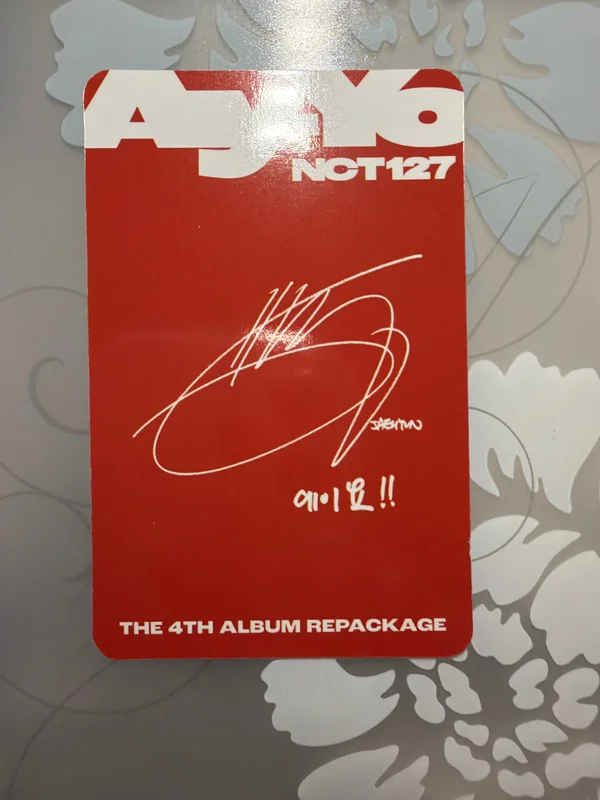 Ay-Yo
NCT127
JAEHYUN
에이요!!
THE 4TH ALBUM REPACKAGE